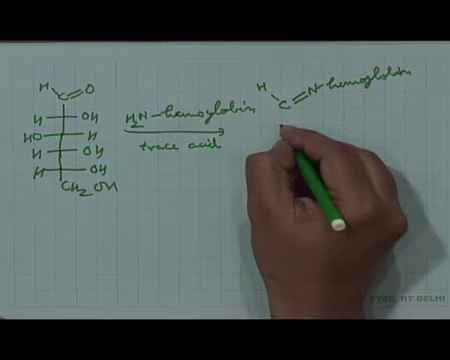 H C O
H OH
HO H
H OH
H OH
CH2OH
H2N-hemoglobin
trace acid
H C=N-hemoglobin
ETSC, IIT DELHI